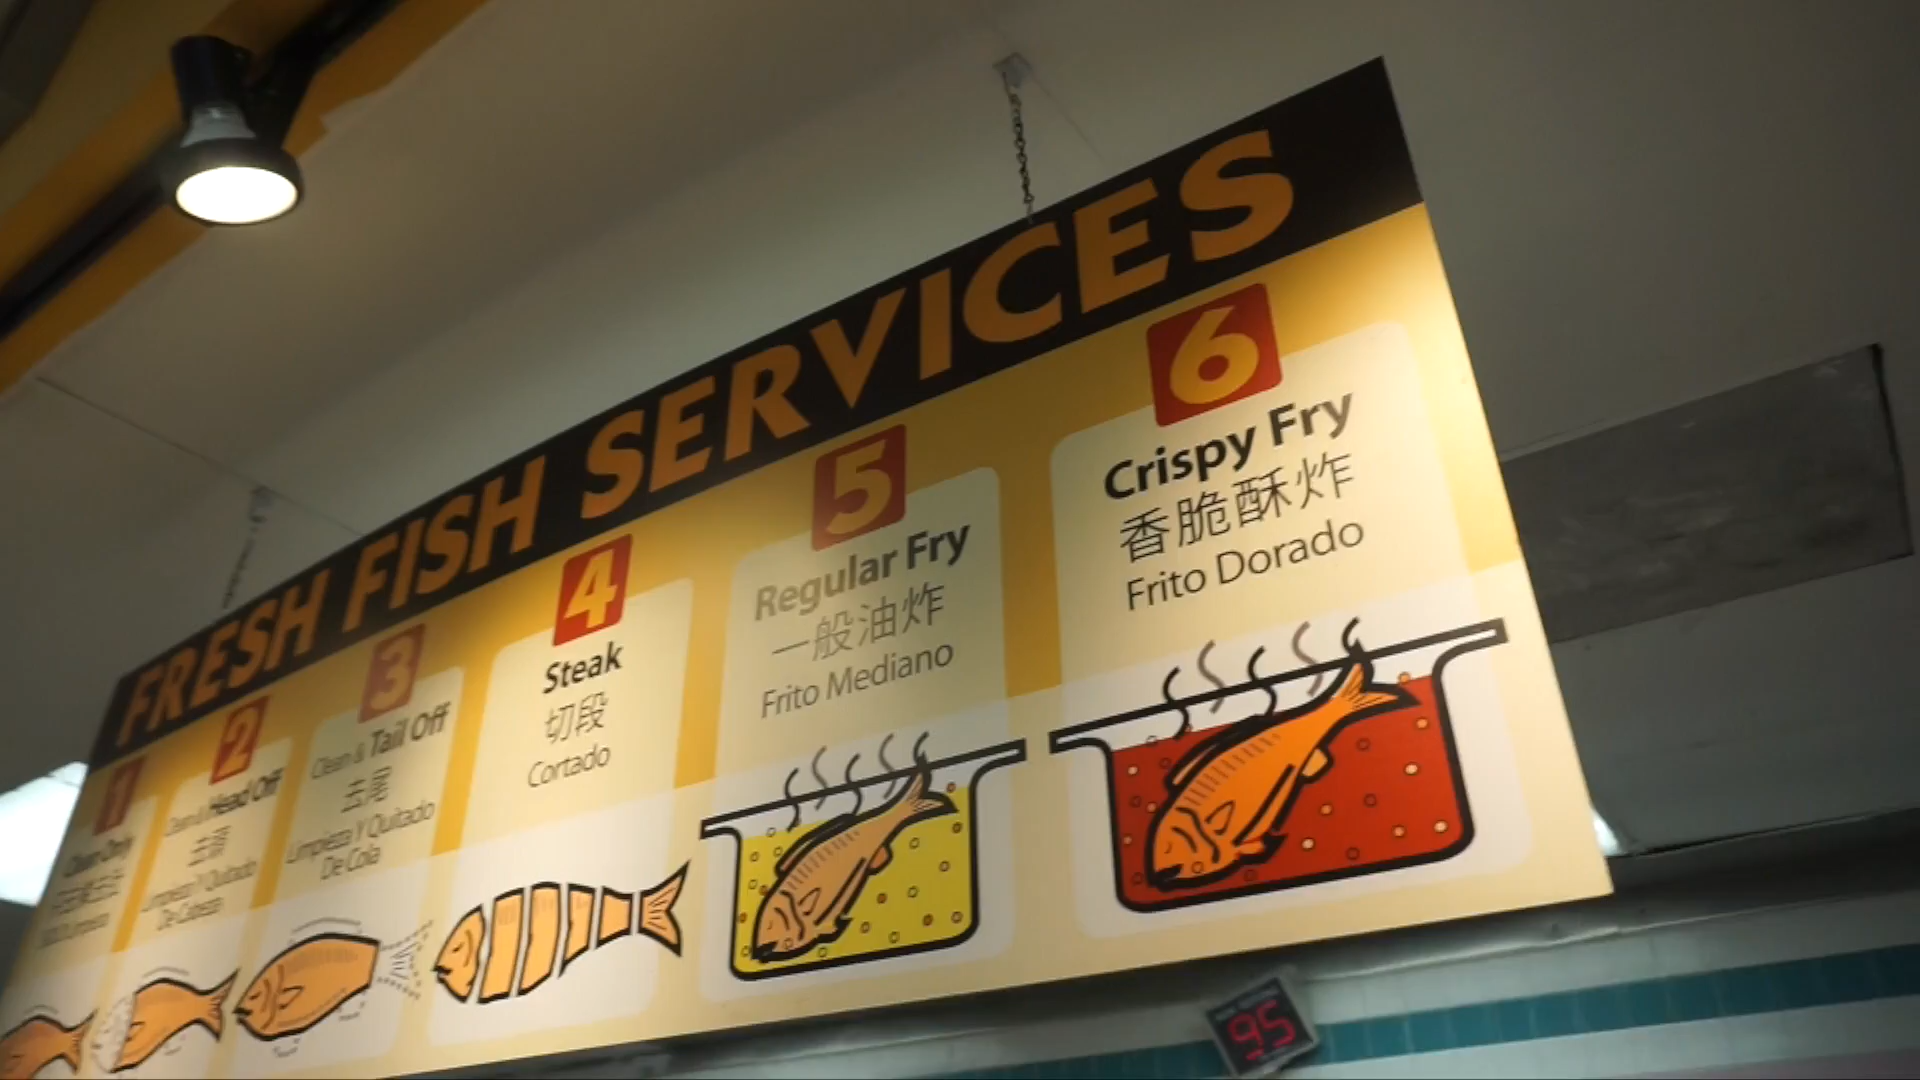 FRESH FISH SERVICES
1
Clean Only
2
Clean & Head Off
去頭
Limpieza Y Quitado
De Cabeza
3
Clean & Tail Off
去尾
Limpieza Y Quitado
De Cola
4
Steak
切段
Cortado
5
Regular Fry
一般油炸
Frito Mediano
6
Crispy Fry
香脆酥炸
Frito Dorado
95